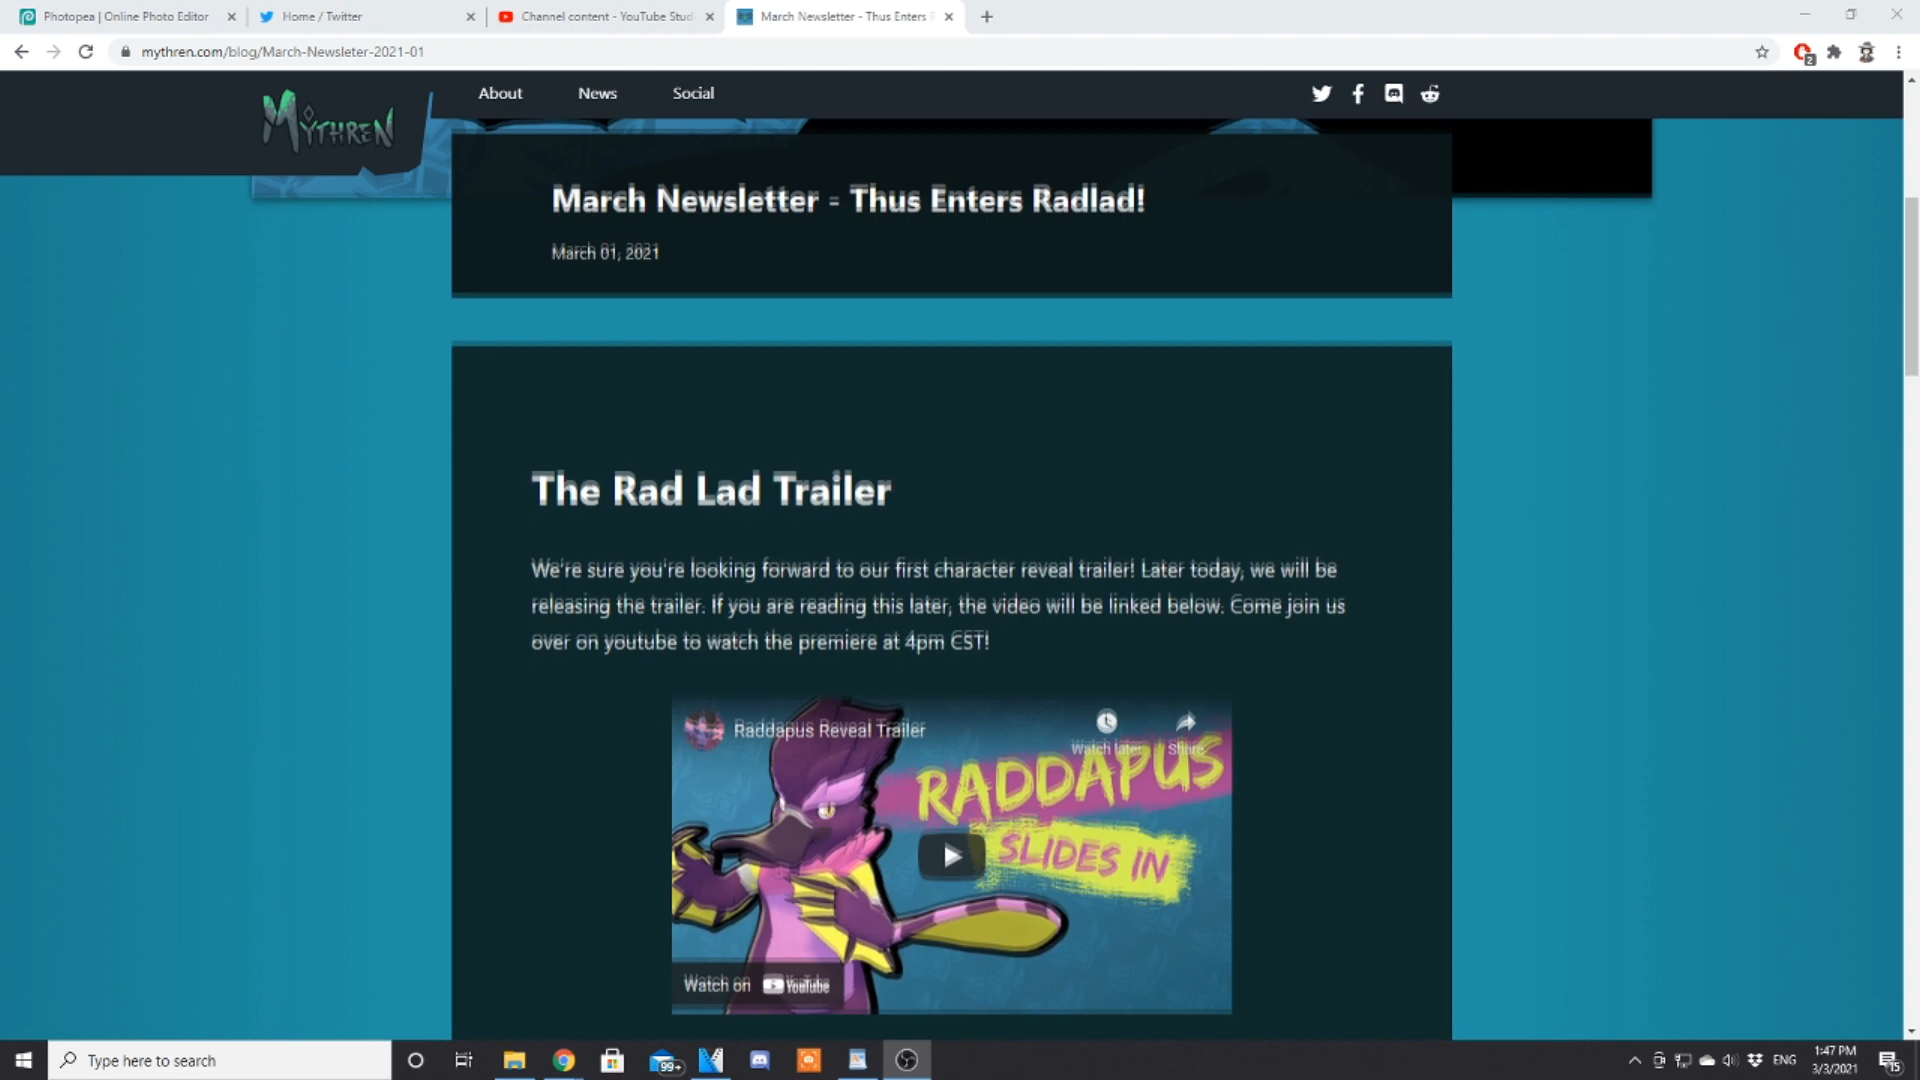 Photopea | Online Photo Editor
Home / Twitter
Channel content - YouTube Studi
March Newsletter - Thus Enters R
mythren.com/blog/March-Newsleter-2021-01
2
MYTHREN
About
News
Social
March Newsletter - Thus Enters Radlad!
March 01, 2021
The Rad Lad Trailer
We're sure you're looking forward to our first character reveal trailer! Later today, we will be
releasing the trailer. If you are reading this later, the video will be linked below. Come join us
over on youtube to watch the premiere at 4pm CST!
Raddapus Reveal Trailer
Watch later
Share
RADDAPUS
SLIDES IN
Watch on YouTube
Type here to search
99+
ENG
1:47 PM
3/3/2021
15